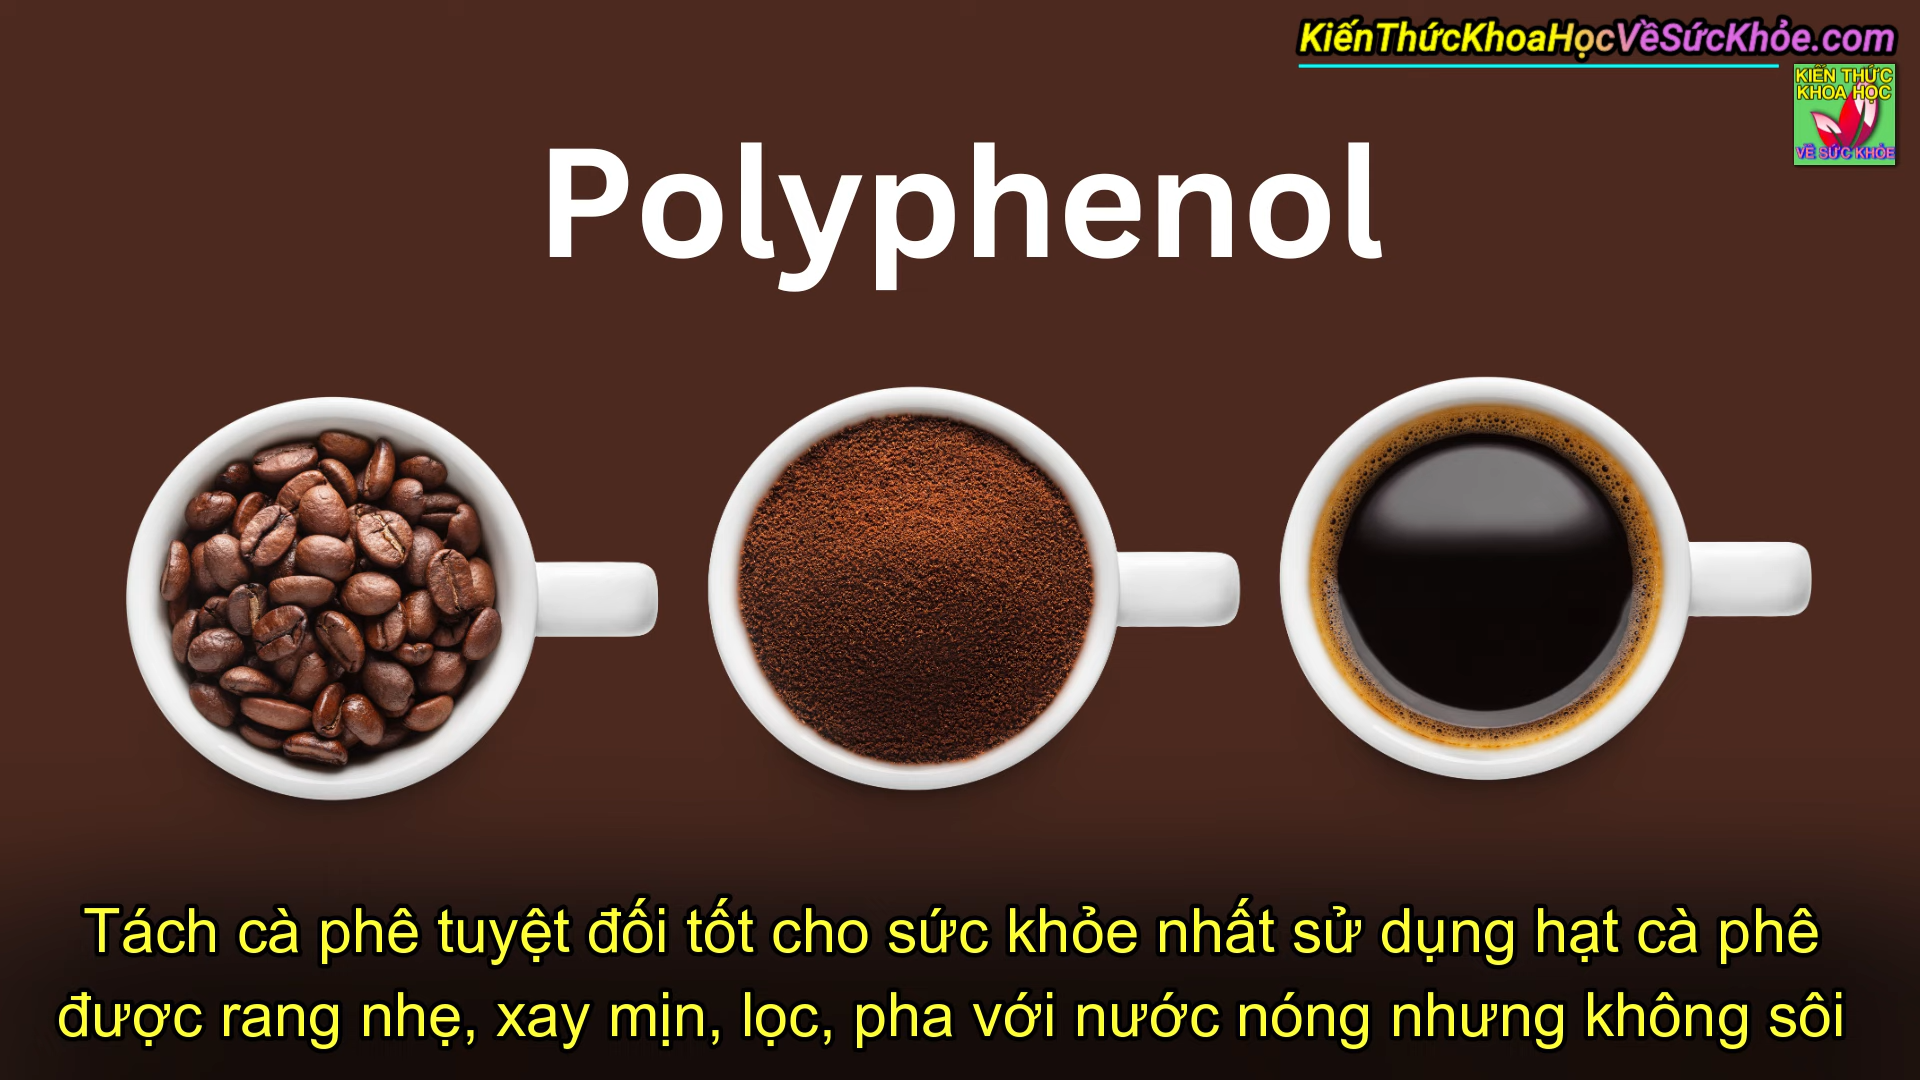 KiếnThứcKhoaHọcVềSứcKhỏe.com
KIẾN THỨC
KHOA HỌC
VỀ SỨC KHỎE
Polyphenol
Tách cà phê tuyệt đối tốt cho sức khỏe nhất sử dụng hạt cà phê
được rang nhẹ, xay mịn, lọc, pha với nước nóng nhưng không sôi